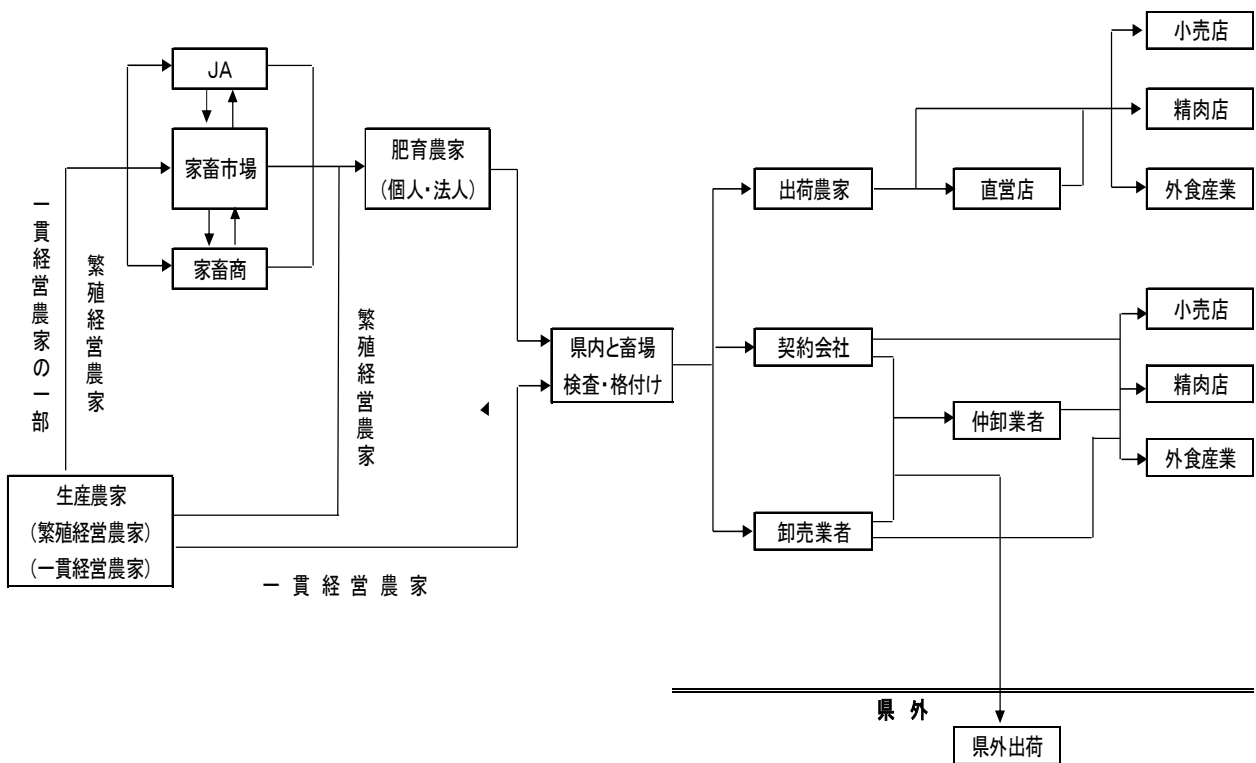 小売店
JA
精肉店
家畜市場
肥育農家
(個人・法人)
出荷農家
直営店
外食産業
家畜商
一貫経営農家の一部
繁殖経営農家
繁殖経営農家
小売店
県内と畜場
検査・格付け
契約会社
精肉店
仲卸業者
外食産業
生産農家
(繁殖経営農家)
(一貫経営農家)
卸売業者
一貫経営農家
県外
県外出荷